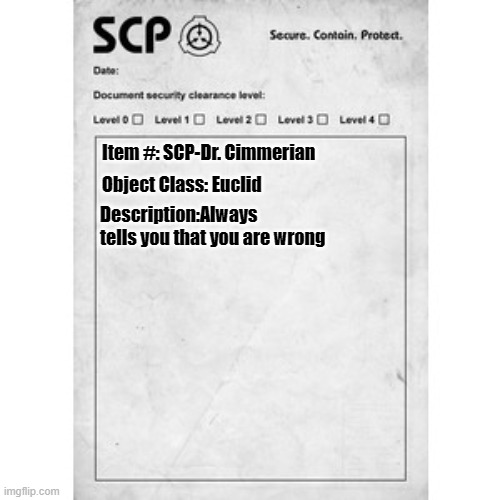 SCP
Secure. Contain. Protect.
Date:
Document security clearance level:
Level 0 Level 1 Level 2 Level 3 Level 4
Item #: SCP-Dr. Cimmerian
Object Class: Euclid
Description:Always
tells you that you are wrong
imgflip.com